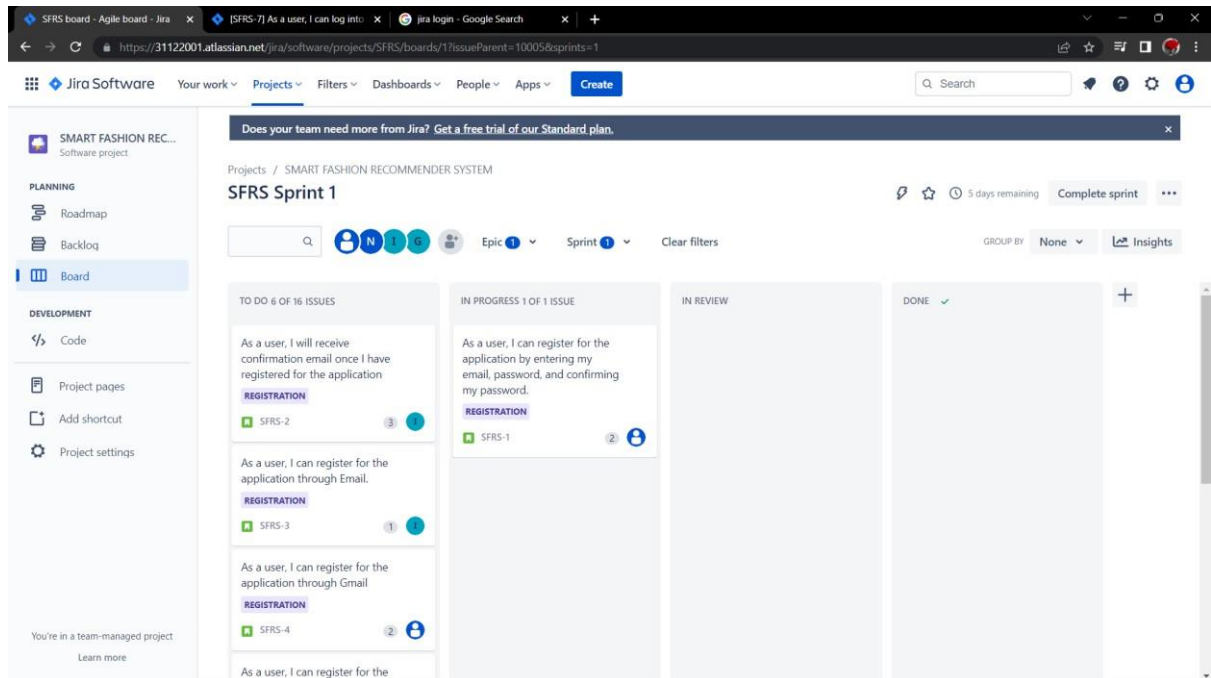 SFRS board - Agile board - Jira
[SFRS-7] As a user, I can log into
jira login - Google Search
https://31122001.atlassian.net/jira/software/projects/SFRS/boards/1?issueParent=10005&sprints=1
Jira Software Your work Projects Filters Dashboards People Apps Create Search
SMART FASHION REC...
Software project
PLANNING
Roadmap
Backlog
Board
DEVELOPMENT
Code
Project pages
Add shortcut
Project settings
You're in a team-managed project
Learn more
Does your team need more from Jira? Get a free trial of our Standard plan.
Projects / SMART FASHION RECOMMENDER SYSTEM
SFRS Sprint 1
5 days remaining Complete sprint
N I G Epic 1 Sprint 1 Clear filters GROUP BY None Insights
TO DO 6 OF 16 ISSUES
As a user, I will receive
confirmation email once I have
registered for the application
REGISTRATION
SFRS-2 3 I
As a user, I can register for the
application through Email.
REGISTRATION
SFRS-3 1 I
As a user, I can register for the
application through Gmail
REGISTRATION
SFRS-4 2
As a user, I can register for the
IN PROGRESS 1 OF 1 ISSUE
As a user, I can register for the
application by entering my
email, password, and confirming
my password.
REGISTRATION
SFRS-1 2
IN REVIEW
DONE